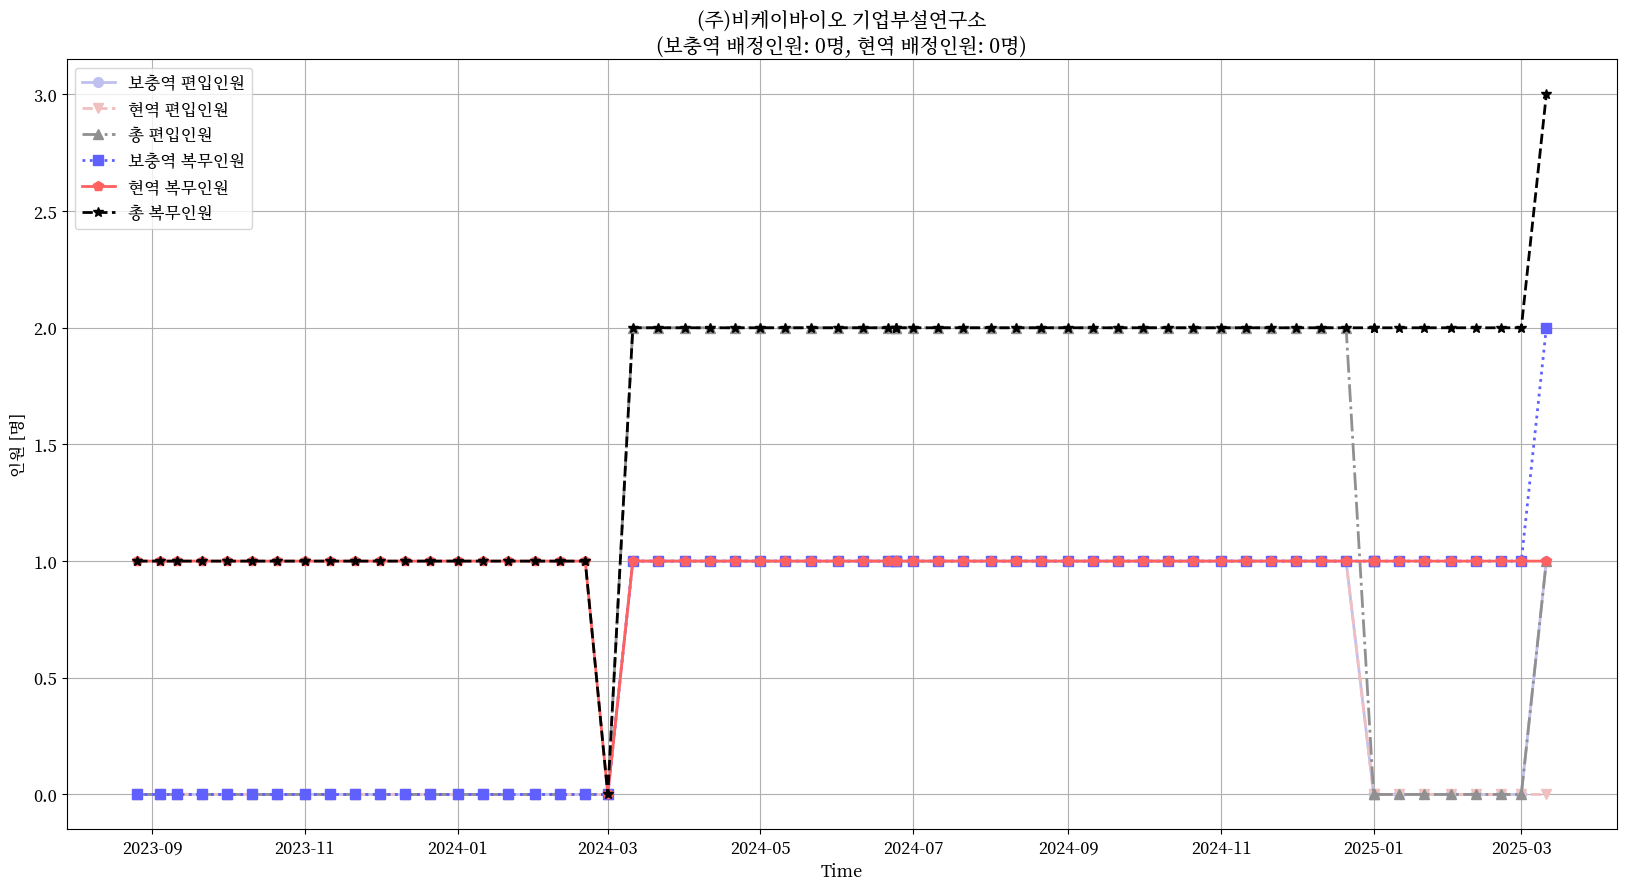 (주)비케이바이오 기업부설연구소
(보충역 배정인원: 0명, 현역 배정인원: 0명)
보충역 편입인원
현역 편입인원
총 편입인원
보충역 복무인원
현역 복무인원
총 복무인원
3.0
2.5
2.0
1.5
1.0
0.5
0.0
인원 [명]
2023-09 2023-11 2024-01 2024-03 2024-05 2024-07 2024-09 2024-11 2025-01 2025-03
Time